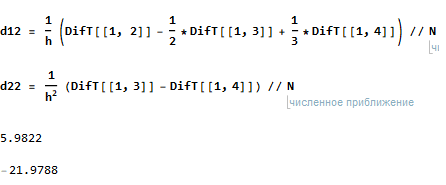 d12 = 1/h (DifT[[1, 2]] - 1/2 * DifT[[1, 3]] + 1/3 * DifT[[1, 4]]) // N
d22 = 1/h² (DifT[[1, 3]] - DifT[[1, 4]]) // N
численное приближение
5.9822
-21.9788